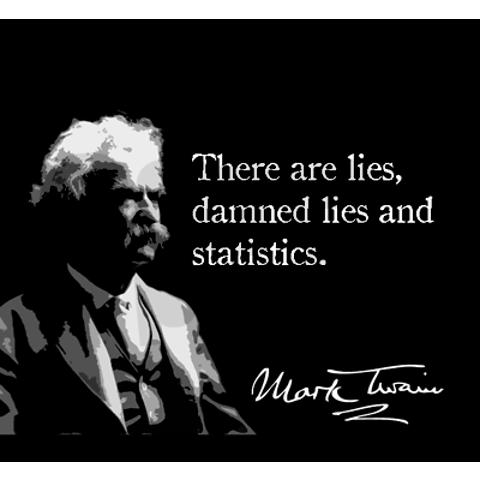 There are lies,
damned lies and
statistics.
Mark Twain